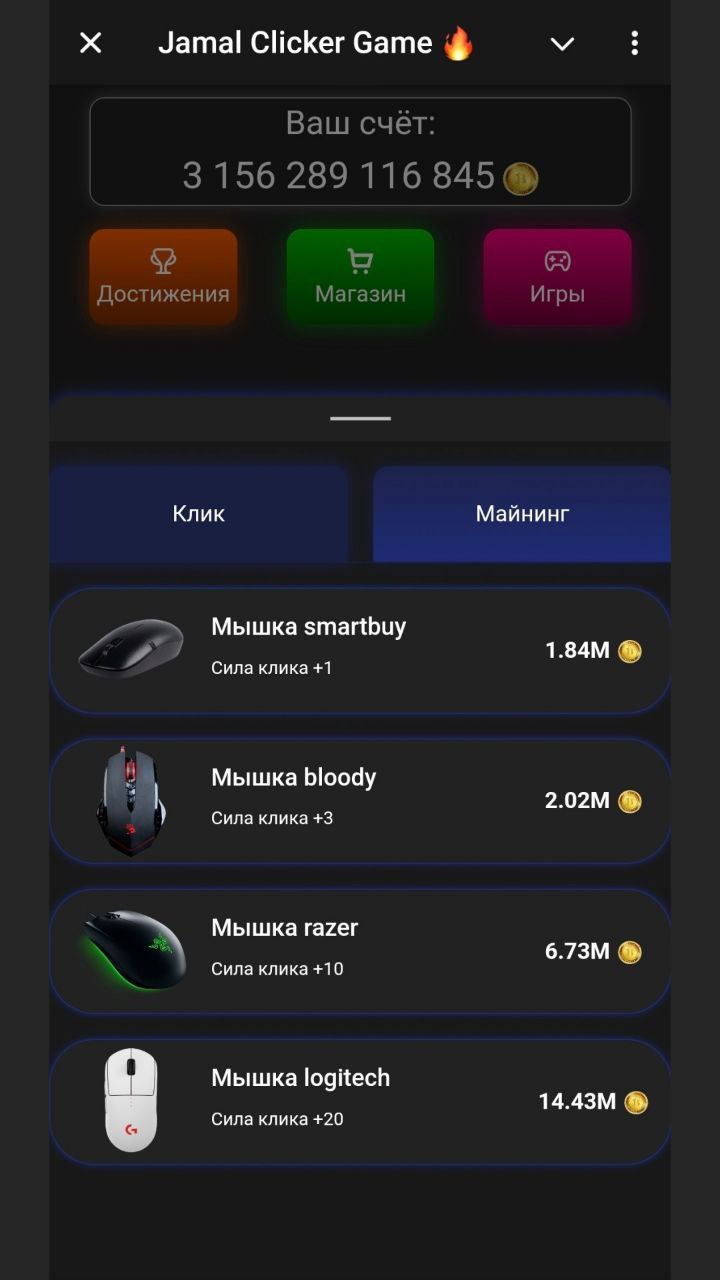 Jamal Clicker Game 🔥
Ваш счёт:
3 156 289 116 845
Достижения
Магазин
Игры
Клик
Майнинг
Мышка smartbuy
Сила клика +1
1.84M
Мышка bloody
Сила клика +3
2.02M
Мышка razer
Сила клика +10
6.73M
Мышка logitech
Сила клика +20
14.43M